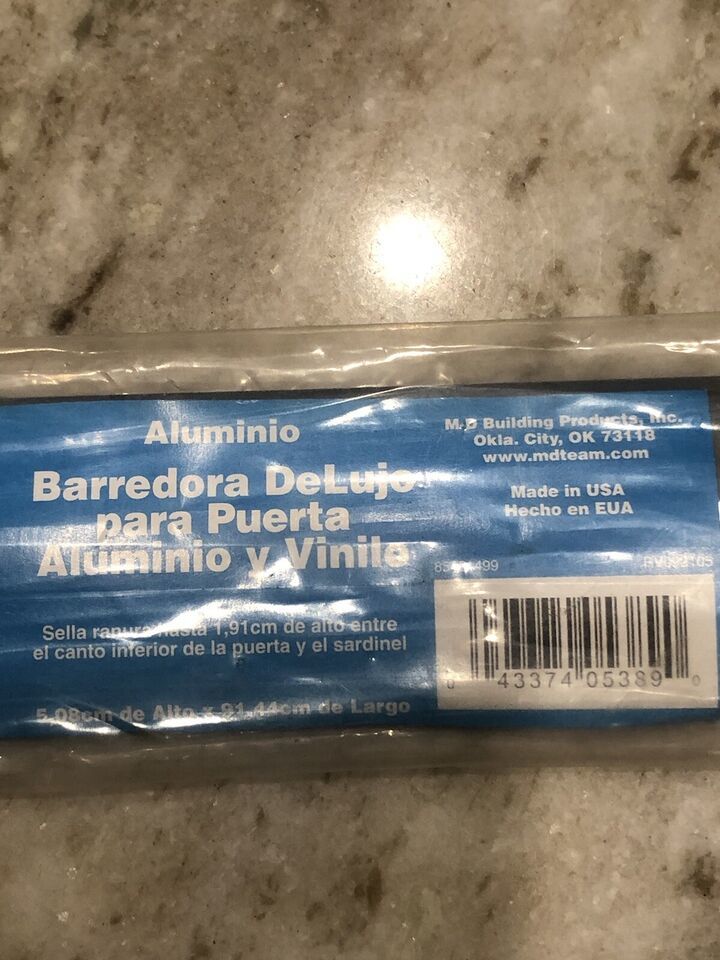 Aluminio
Barredora DeLujo
para Puerta
Aluminio y Vinilo
Sella ranura hasta 1,91cm de alto entre
el canto inferior de la puerta y el sardinel
5.08cm de Alto x 91.44cm de Largo
M.D Building Products, Inc.
Okla. City, OK 73118
www.mdteam.com
Made in USA
Hecho en EUA
0 43374 05389 0